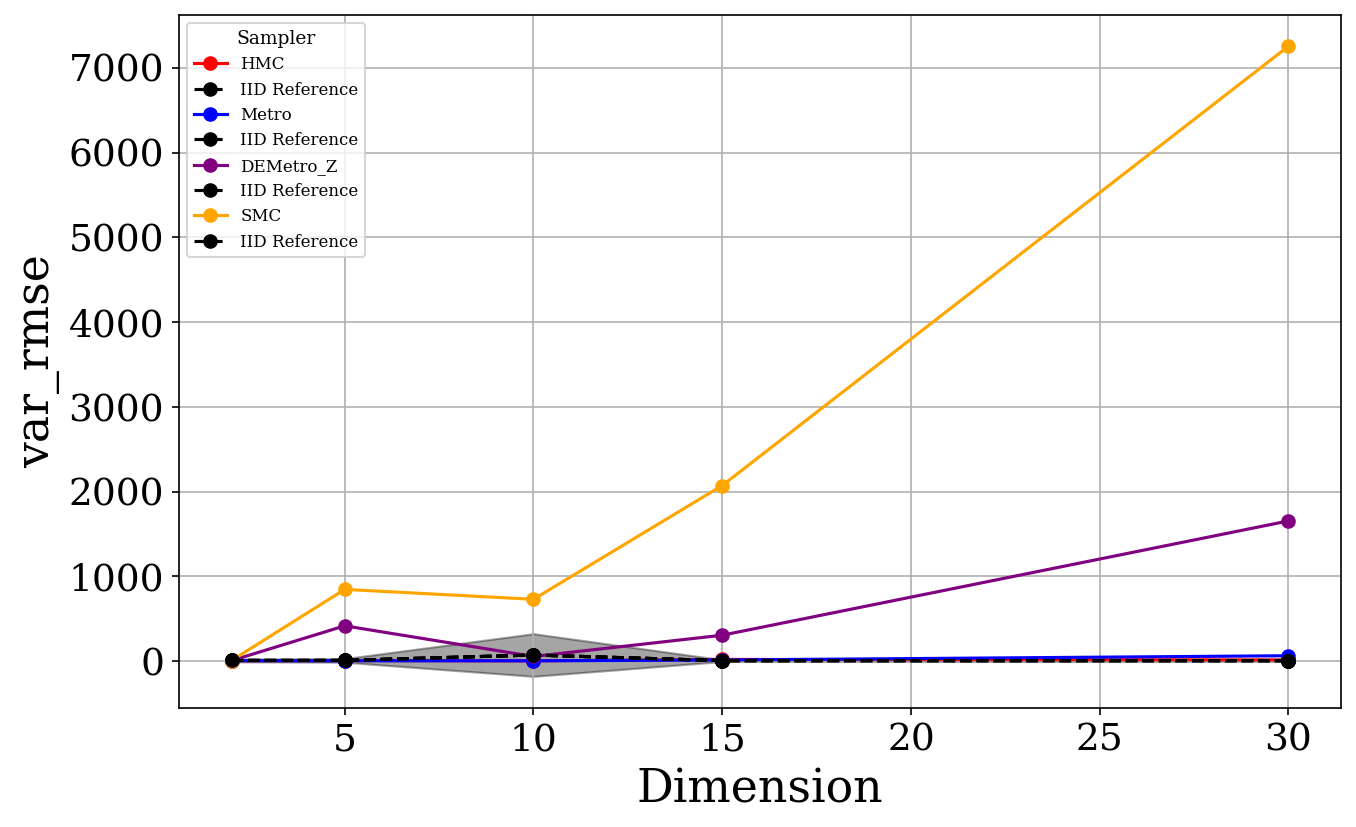 Sampler
HMC
IID Reference
Metro
IID Reference
DEMetro_Z
IID Reference
SMC
IID Reference
7000
6000
5000
4000
3000
2000
1000
0
var_rmse
5
10
15
20
25
30
Dimension